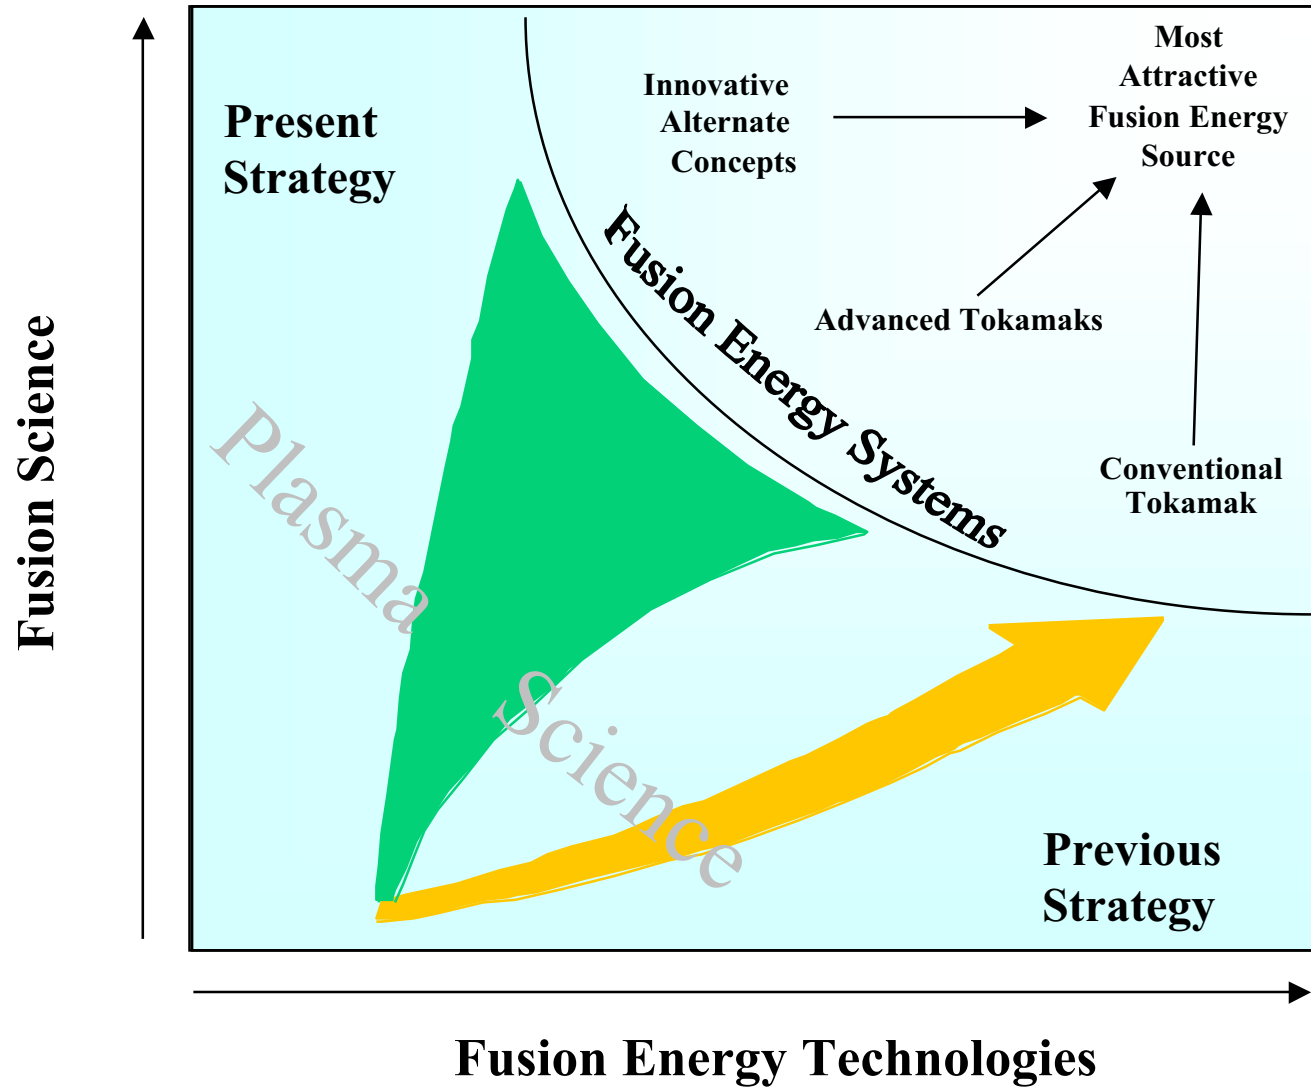 Present
Strategy
Innovative
Alternate
Concepts
Most
Attractive
Fusion Energy
Source
Fusion Energy Systems
Advanced Tokamaks
Conventional
Tokamak
Plasma
Science
Previous
Strategy
Fusion Science
Fusion Energy Technologies